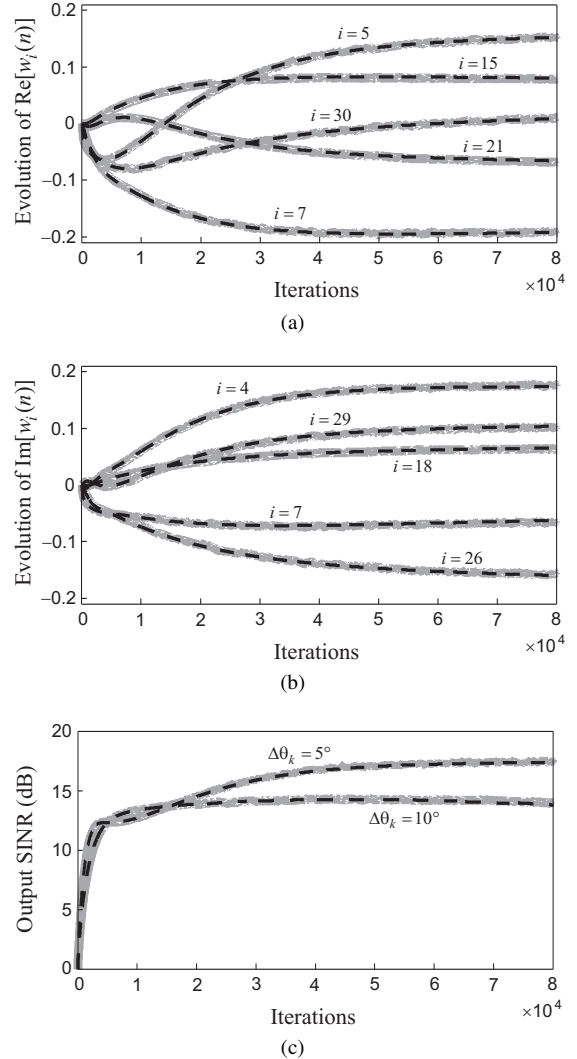 0.2
0.1
0
−0.1
−0.2
Evolution of Re[w_i(n)]
i = 5
i = 15
i = 30
i = 21
i = 7
0 1 2 3 4 5 6 7 8
Iterations
×10^4
(a)
0.2
0.1
0
−0.1
−0.2
Evolution of Im[w_i(n)]
i = 4
i = 29
i = 18
i = 7
i = 26
0 1 2 3 4 5 6 7 8
Iterations
×10^4
(b)
20
15
10
5
0
Output SINR (dB)
Δθ_k = 5°
Δθ_k = 10°
0 1 2 3 4 5 6 7 8
Iterations
×10^4
(c)